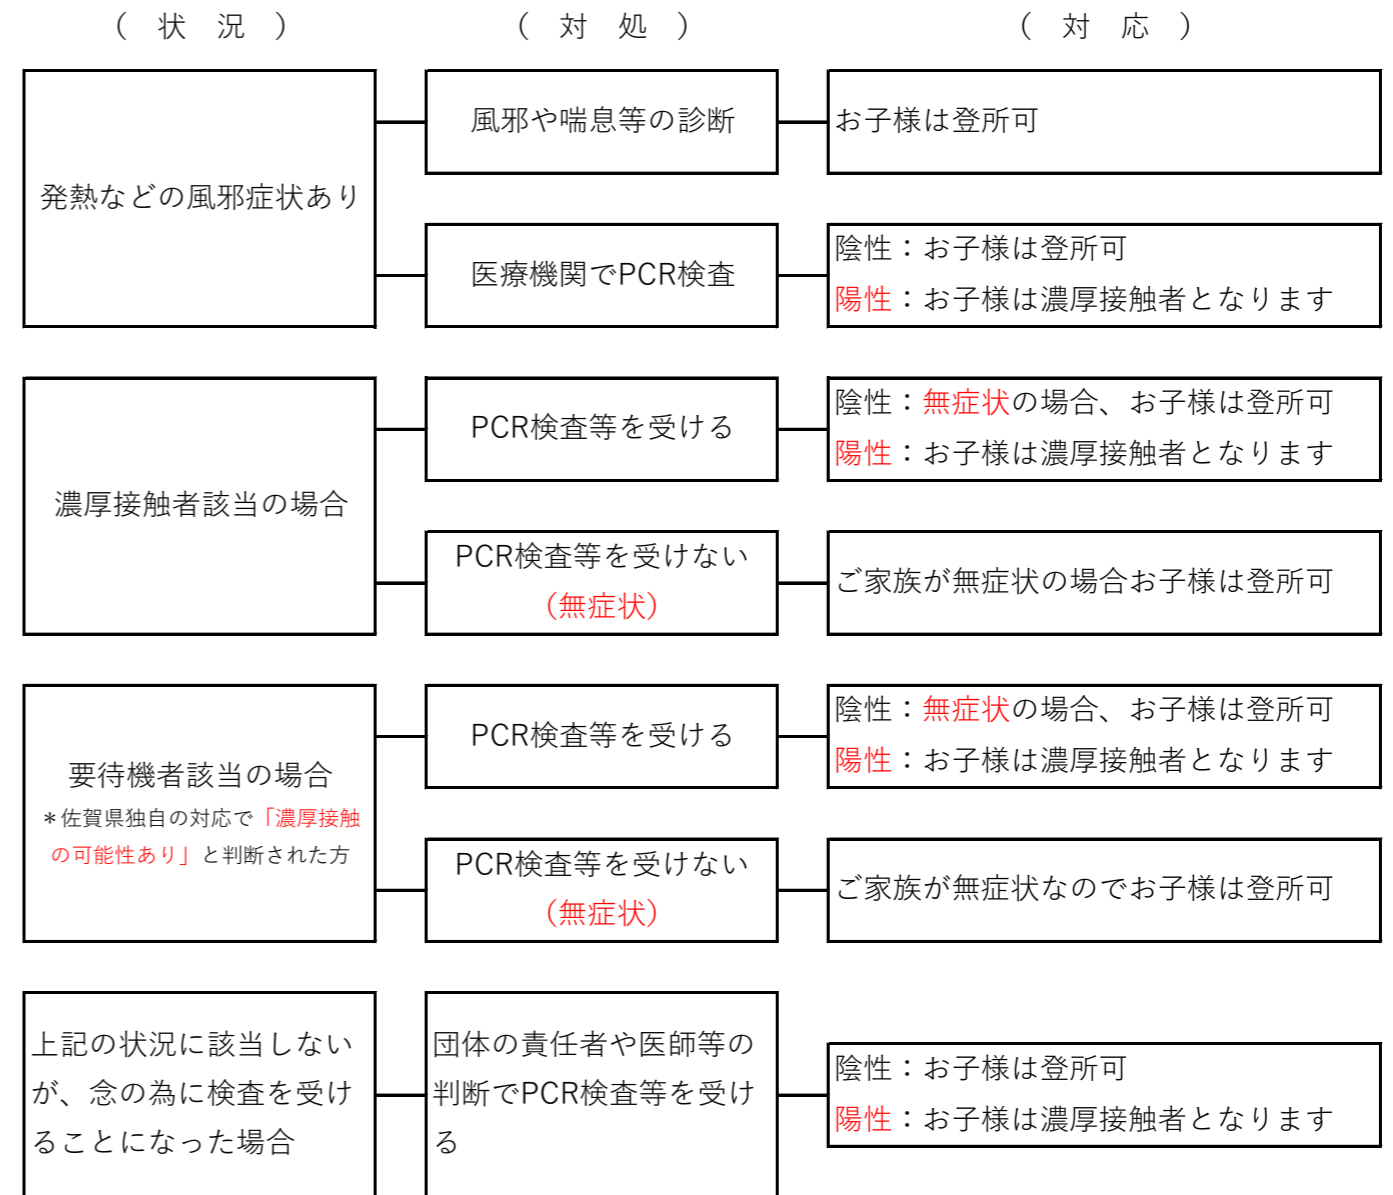 （　状　況　）
（　対　処　）
（　対　応　）
発熱などの風邪症状あり
風邪や喘息等の診断
お子様は登所可
医療機関でPCR検査
陰性：お子様は登所可
陽性：お子様は濃厚接触者となります
濃厚接触者該当の場合
PCR検査等を受ける
陰性：無症状の場合、お子様は登所可
陽性：お子様は濃厚接触者となります
PCR検査等を受けない
（無症状）
ご家族が無症状の場合お子様は登所可
要待機者該当の場合
＊佐賀県独自の対応で「濃厚接触
の可能性あり」と判断された方
PCR検査等を受ける
陰性：無症状の場合、お子様は登所可
陽性：お子様は濃厚接触者となります
PCR検査等を受けない
（無症状）
ご家族が無症状なのでお子様は登所可
上記の状況に該当しない
が、念の為に検査を受け
ることになった場合
団体の責任者や医師等の
判断でPCR検査等を受け
る
陰性：お子様は登所可
陽性：お子様は濃厚接触者となります